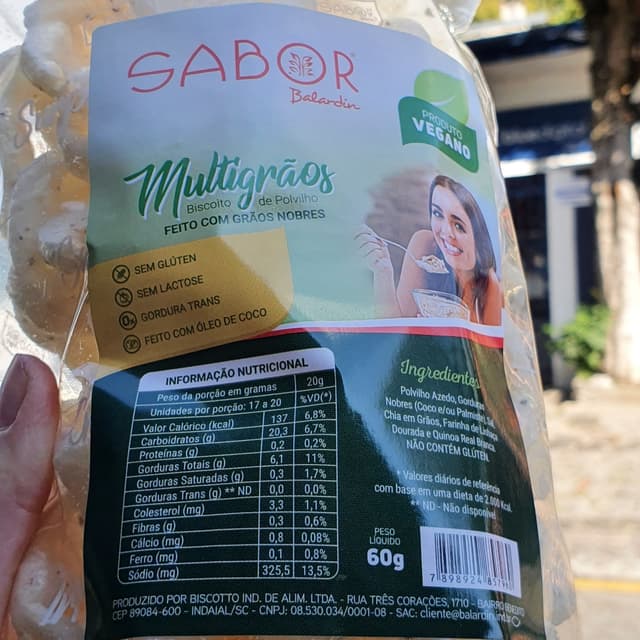 SABOR
Balardin
PRODUTO
VEGANO
Multigrãos
Biscoito de Polvilho
FEITO COM GRÃOS NOBRES
SEM GLÚTEN
SEM LACTOSE
0% GORDURA TRANS
FEITO COM ÓLEO DE COCO
INFORMAÇÃO NUTRICIONAL
Peso da porção em gramas 20g
Unidades por porção: 17 a 20 %VD(*)
Valor Calórico (kcal) 137 6,8%
Carboidratos (g) 20,3 6,7%
Proteínas (g) 0,2 0,2%
Gorduras Totais (g) 6,1 11%
Gorduras Saturadas (g) 0,3 1,7%
Gorduras Trans (g) ** ND 0,0 0,0%
Colesterol (mg) 3,3 1,1%
Fibras (g) 0,3 0,6%
Cálcio (mg) 0,8 0,08%
Ferro (mg) 0,1 0,8%
Sódio (mg) 325,5 13,5%
Ingredientes
Polvilho Azedo, Gorduras
Nobres (Coco e/ou Palma), Sal,
Chia em Grãos, Farinha de Linhaça
Dourada e Quinoa Real Branca.
NÃO CONTÉM GLÚTEN.
* Valores diários de referência
com base em uma dieta de 2.000 Kcal
** ND - Não disponível
PESO
LÍQUIDO
60g
7 898924 8579
PRODUZIDO POR BISCOTTO IND. DE ALIM. LTDA. - RUA TRÊS CORAÇÕES, 1710 - BAIRRO BENEDITO
CEP 89084-600 - INDAIAL/SC - CNPJ: 08.530.034/0001-08 - SAC: cliente@balardin.ind.br